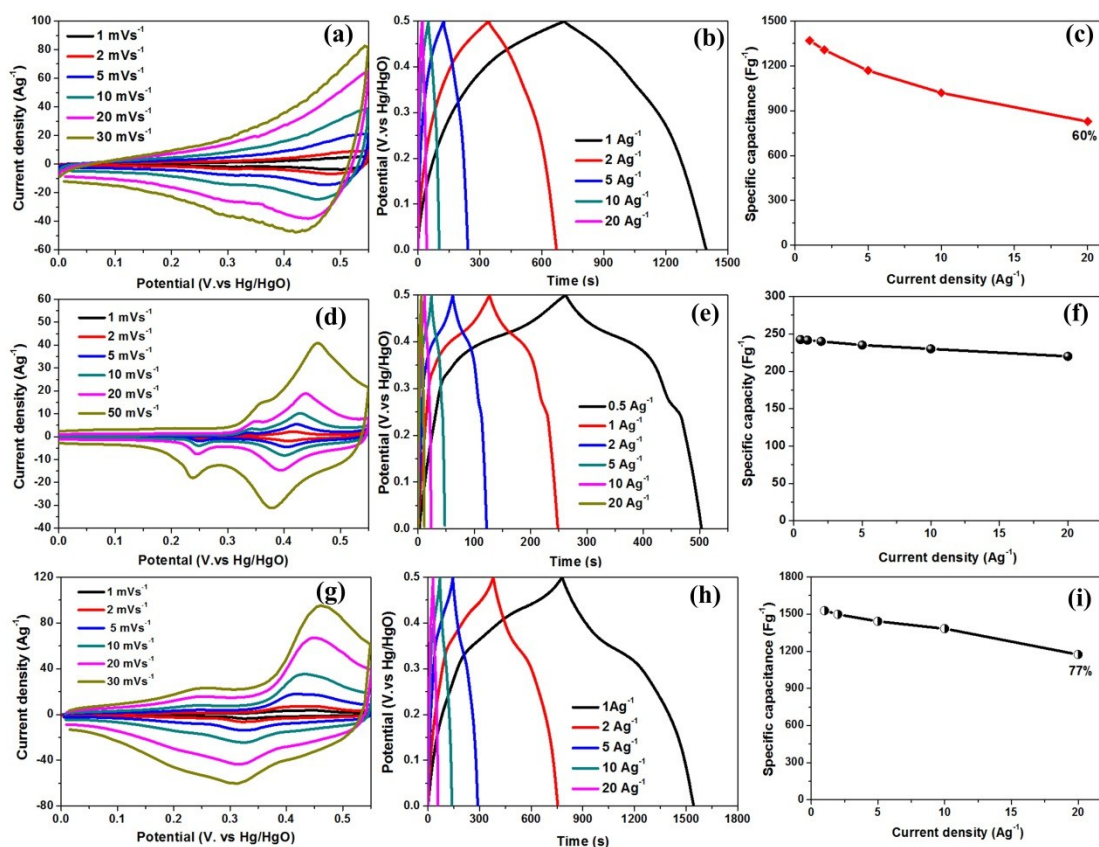 (a)
1 mVs⁻¹
2 mVs⁻¹
5 mVs⁻¹
10 mVs⁻¹
20 mVs⁻¹
30 mVs⁻¹
Current density (Ag⁻¹)
100
80
60
40
20
0
-20
-40
-60
0.0 0.1 0.2 0.3 0.4 0.5
Potential (V.vs Hg/HgO)
(b)
Potential (V.vs Hg/HgO)
0.5
0.4
0.3
0.2
0.1
0.0
1 Ag⁻¹
2 Ag⁻¹
5 Ag⁻¹
10 Ag⁻¹
20 Ag⁻¹
0 300 600 900 1200 1500
Time (s)
(c)
Specific capacitance (Fg⁻¹)
1500
1200
900
600
300
0
60%
0 5 10 15 20
Current density (Ag⁻¹)
(d)
1 mVs⁻¹
2 mVs⁻¹
5 mVs⁻¹
10 mVs⁻¹
20 mVs⁻¹
50 mVs⁻¹
Current density (Ag⁻¹)
60
50
40
30
20
10
0
-10
-20
-30
-40
0.0 0.1 0.2 0.3 0.4 0.5
Potential (V.vs Hg/HgO)
(e)
Potential (V.vs Hg/HgO)
0.5
0.4
0.3
0.2
0.1
0.0
0.5 Ag⁻¹
1 Ag⁻¹
2 Ag⁻¹
5 Ag⁻¹
10 Ag⁻¹
20 Ag⁻¹
0 100 200 300 400 500
Time (s)
(f)
Specific capacity (Fg⁻¹)
300
250
200
150
100
50
0
0 5 10 15 20
Current density (Ag⁻¹)
(g)
1 mVs⁻¹
2 mVs⁻¹
5 mVs⁻¹
10 mVs⁻¹
20 mVs⁻¹
30 mVs⁻¹
Current density (Ag⁻¹)
120
80
40
0
-40
-80
0.0 0.1 0.2 0.3 0.4 0.5
Potential (V. vs Hg/HgO)
(h)
Potential (V.vs Hg/HgO)
0.5
0.4
0.3
0.2
0.1
0.0
1Ag⁻¹
2 Ag⁻¹
5 Ag⁻¹
10 Ag⁻¹
20 Ag⁻¹
0 300 600 900 1200 1500 1800
Time (s)
(i)
Specific capacitance (Fg⁻¹)
1800
1500
1200
900
600
300
0
77%
0 5 10 15 20
Current density (Ag⁻¹)